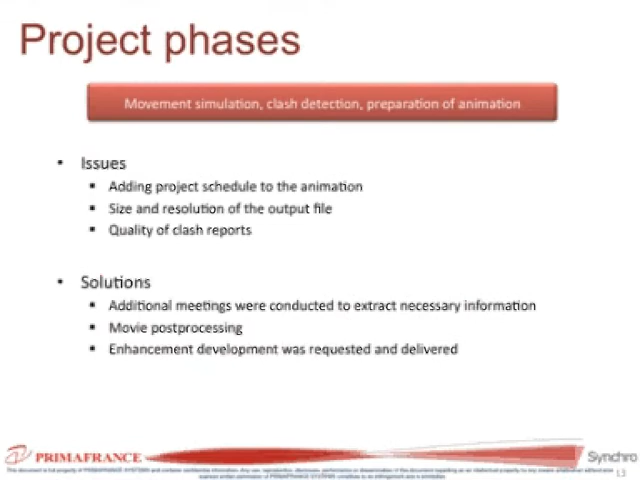 Project phases
Movement simulation, clash detection, preparation of animation
• Issues
▪ Adding project schedule to the animation
▪ Size and resolution of the output file
▪ Quality of clash reports
• Solutions
▪ Additional meetings were conducted to extract necessary information
▪ Movie postprocessing
▪ Enhancement development was requested and delivered
PRIMAFRANCE
Synchro
13